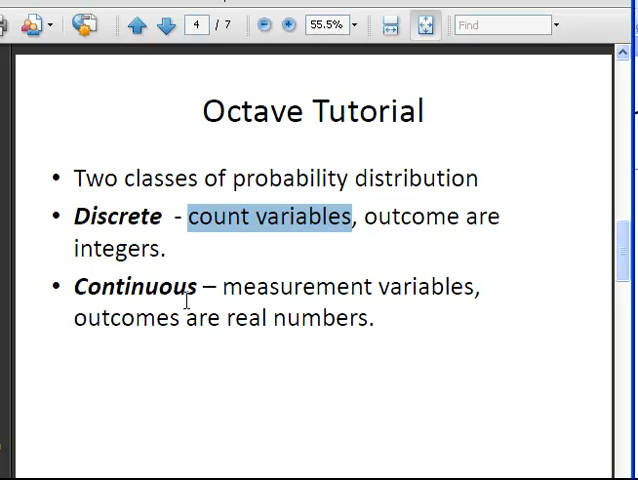 4 / 7 55.5% Find
Octave Tutorial
• Two classes of probability distribution
• Discrete - count variables, outcome are
integers.
• Continuous – measurement variables,
outcomes are real numbers.